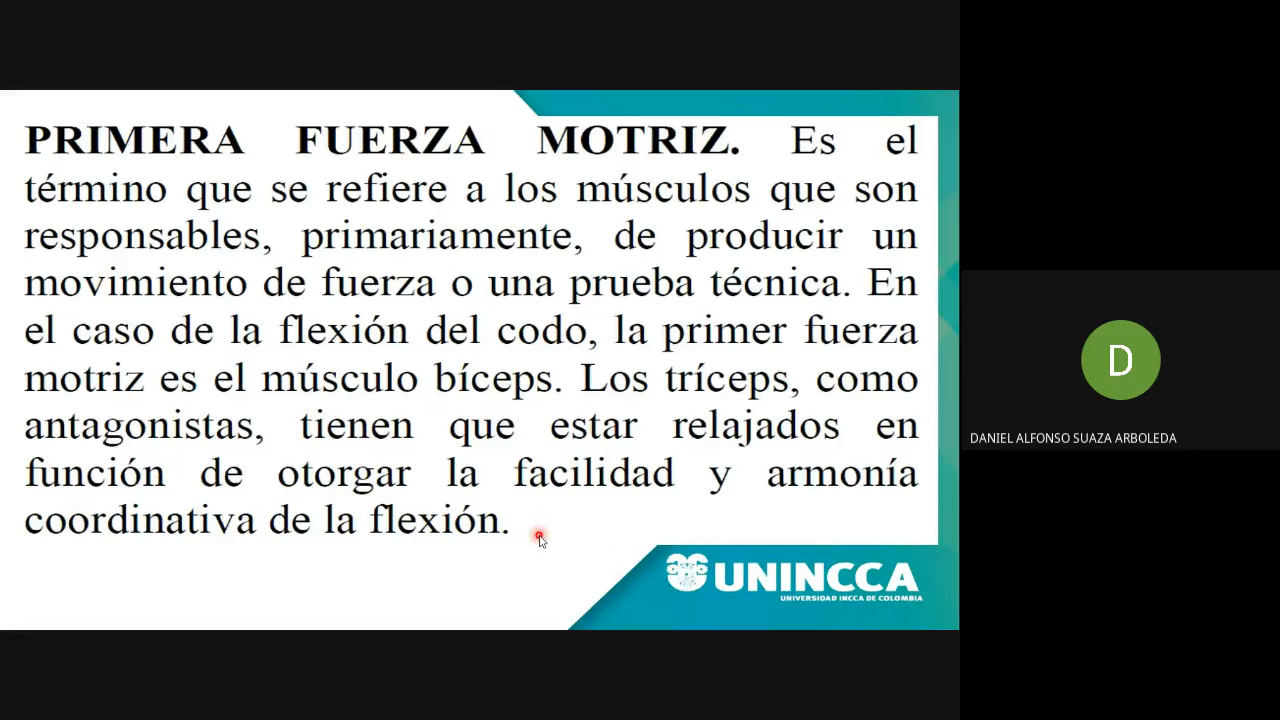 PRIMERA FUERZA MOTRIZ. Es el
término que se refiere a los músculos que son
responsables, primariamente, de producir un
movimiento de fuerza o una prueba técnica. En
el caso de la flexión del codo, la primer fuerza
motriz es el músculo bíceps. Los tríceps, como
antagonistas, tienen que estar relajados en
función de otorgar la facilidad y armonía
coordinativa de la flexión.
UNINCCA
UNIVERSIDAD INCCA DE COLOMBIA
D
DANIEL ALFONSO SUAZA ARBOLEDA